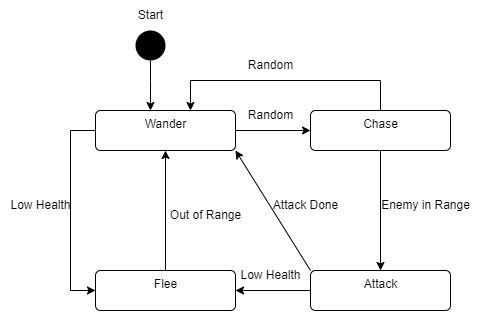 Start
Random
Wander
Random
Chase
Low Health
Out of Range
Attack Done
Enemy in Range
Flee
Low Health
Attack